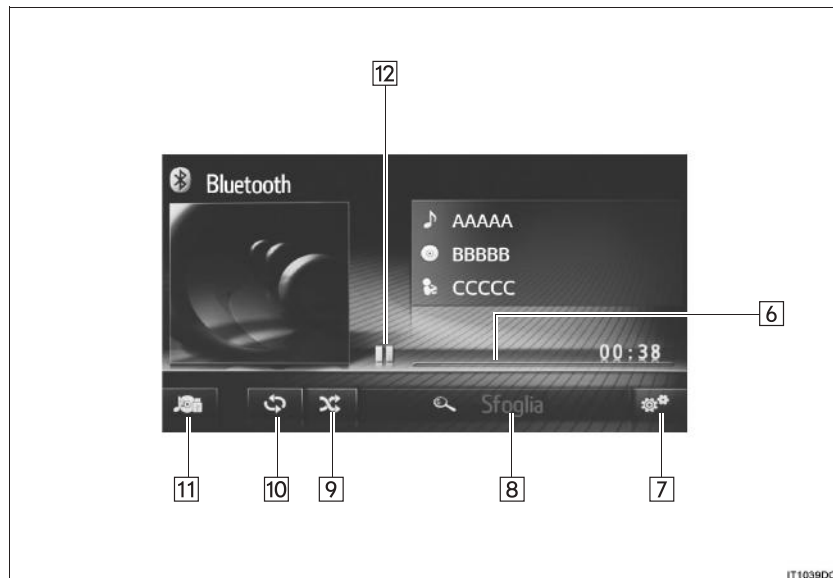 12
Bluetooth
AAAAA
BBBBB
CCCCC
6
00:38
Sfoglia
11
10
9
8
7
IT1039DC